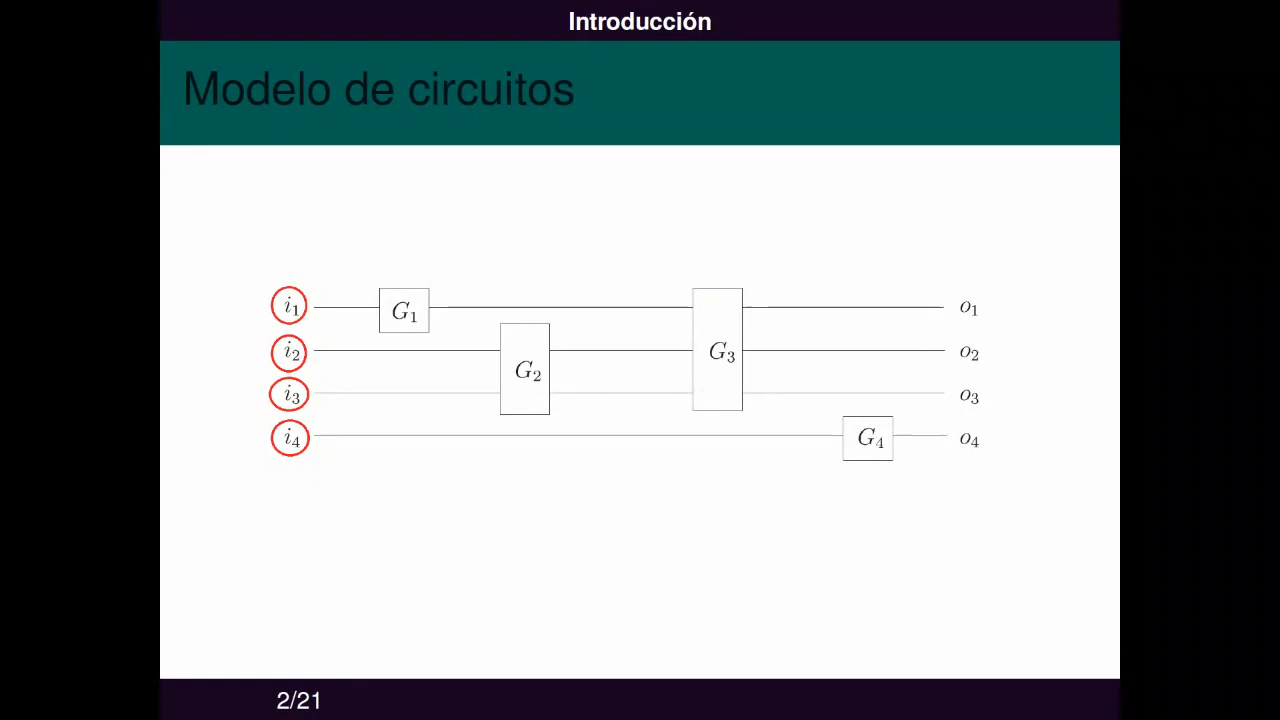 Introducción
Modelo de circuitos
i₁ G₁ o₁
i₂ G₂ G₃ o₂
i₃ o₃
i₄ G₄ o₄
2/21